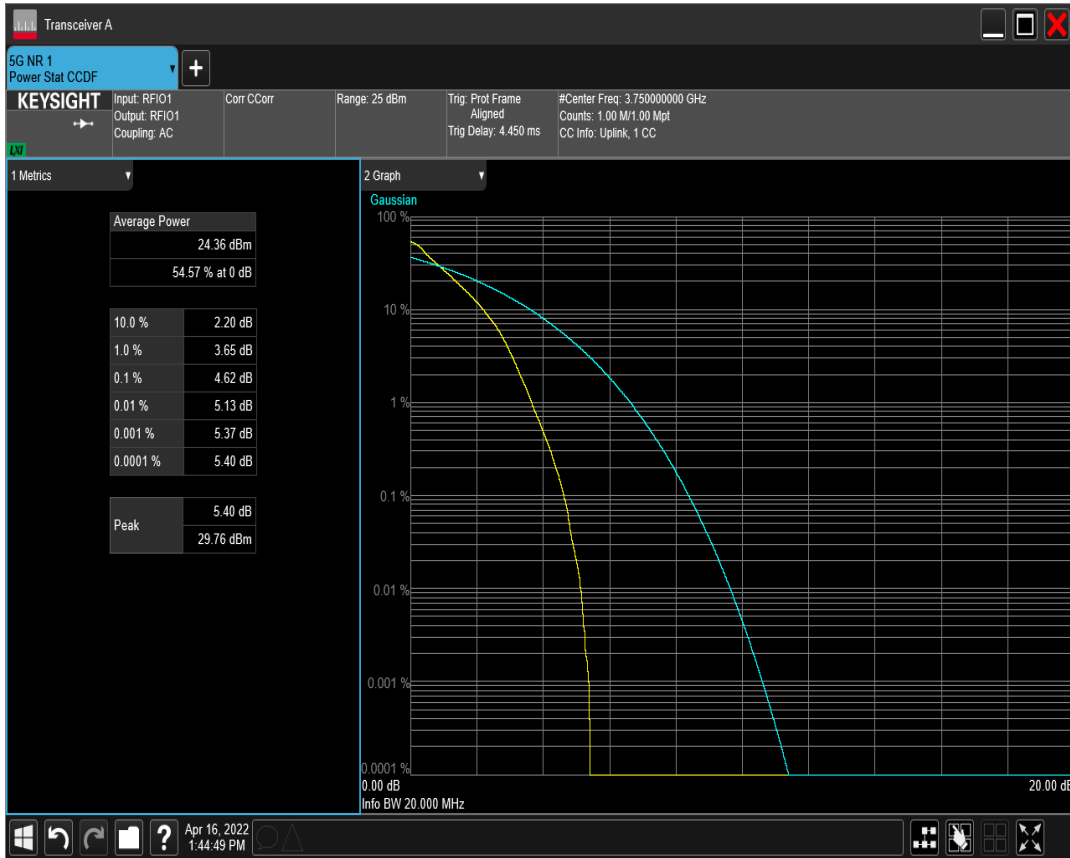 Transceiver A
5G NR 1
Power Stat CCDF
+
KEYSIGHT
LXI
Input: RFIO1
Output: RFIO1
Coupling: AC
Corr CCorr
Range: 25 dBm
Trig: Prot Frame
Aligned
Trig Delay: 4.450 ms
#Center Freq: 3.750000000 GHz
Counts: 1.00 M/1.00 Mpt
CC Info: Uplink, 1 CC
1 Metrics
Average Power
24.36 dBm
54.57 % at 0 dB
10.0 % 2.20 dB
1.0 % 3.65 dB
0.1 % 4.62 dB
0.01 % 5.13 dB
0.001 % 5.37 dB
0.0001 % 5.40 dB
Peak
5.40 dB
29.76 dBm
2 Graph
Gaussian
100 %
10 %
1 %
0.1 %
0.01 %
0.001 %
0.0001 %
0.00 dB 20.00 dB
Info BW 20.000 MHz
?
Apr 16, 2022
1:44:49 PM